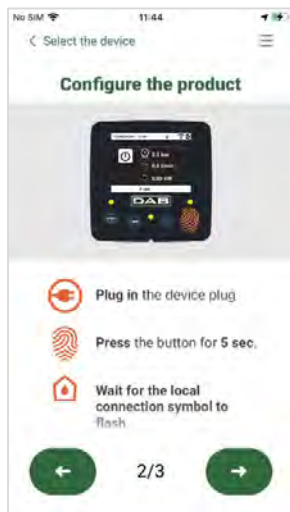 No SIM 11:44
Select the device
Configure the product
DAB
Plug in the device plug
Press the button for 5 sec.
Wait for the local
connection symbol to
flash
2/3